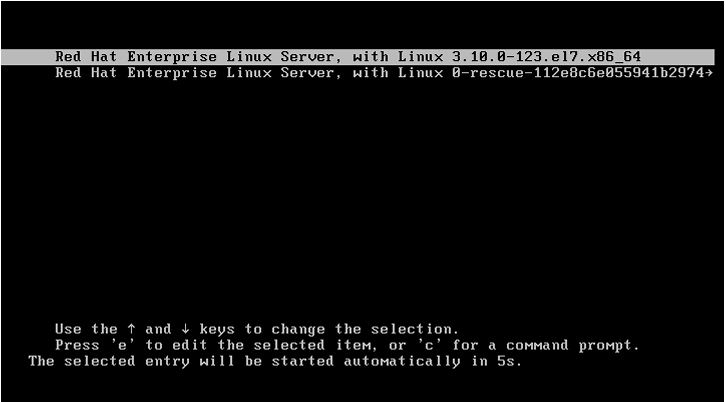 Red Hat Enterprise Linux Server, with Linux 3.10.0-123.el7.x86_64
Red Hat Enterprise Linux Server, with Linux 0-rescue-112e8c6e055941b2974→
Use the ↑ and ↓ keys to change the selection.
Press 'e' to edit the selected item, or 'c' for a command prompt.
The selected entry will be started automatically in 5s.